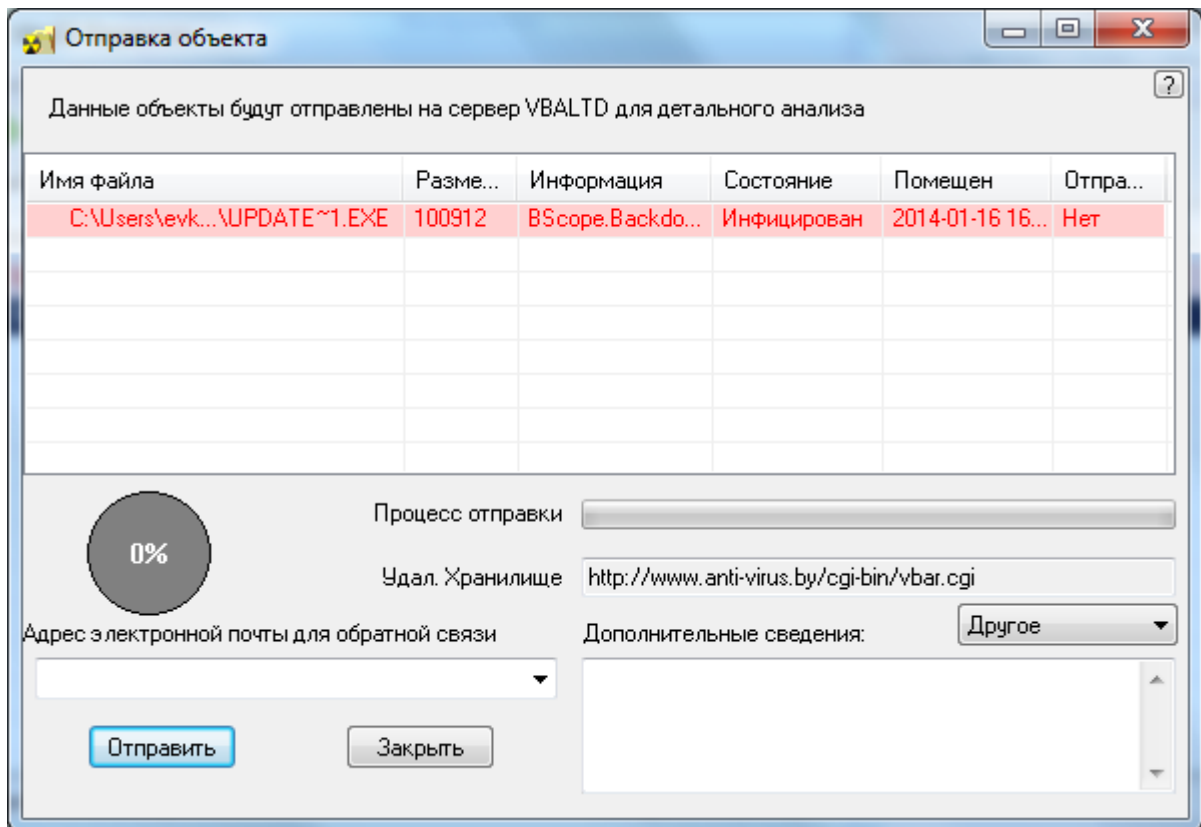 Отправка объекта
?
Данные объекты будут отправлены на сервер VBALTD для детального анализа
Имя файла Разме... Информация Состояние Помещен Отпра...
C:\Users\evk...\UPDATE~1.EXE 100912 BScope.Backdo... Инфицирован 2014-01-16 16... Нет
Процесс отправки
0%
Удал. Хранилище http://www.anti-virus.by/cgi-bin/vbar.cgi
Адрес электронной почты для обратной связи Дополнительные сведения: Другое
Отправить Закрыть